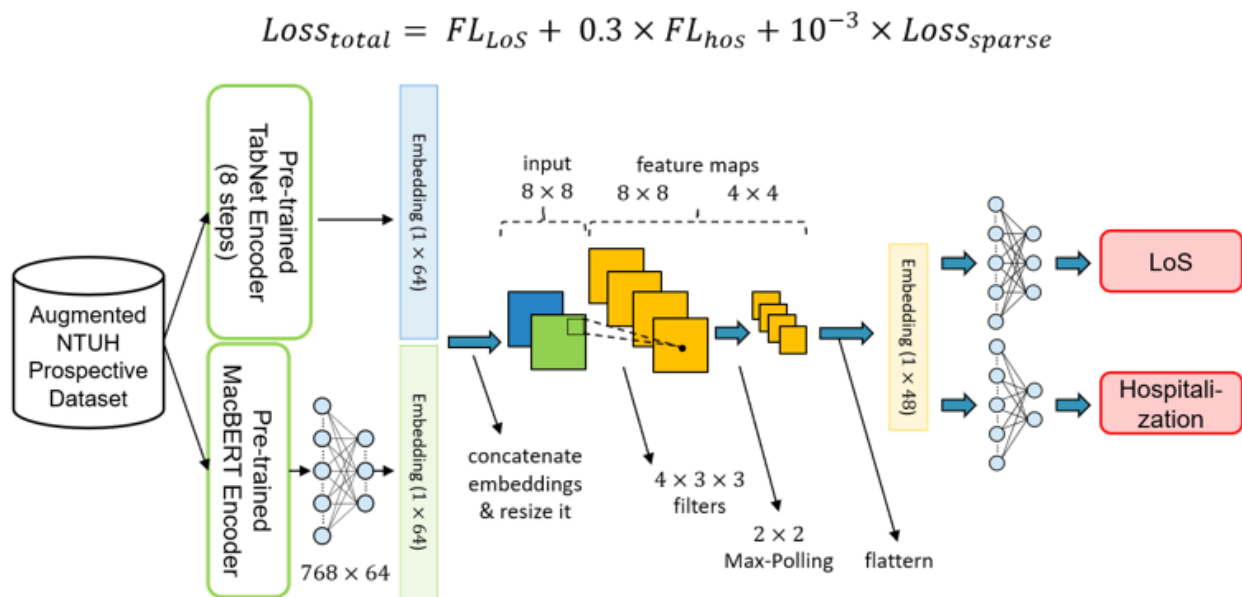 Loss_total = FL_LoS + 0.3 × FL_hos + 10^−3 × Loss_sparse
Augmented
NTUH
Prospective
Dataset
Pre-trained
TabNet Encoder
(8 steps)
Pre-trained
MacBERT Encoder
768 × 64
Embedding (1 × 64)
Embedding (1 × 64)
input
8 × 8
feature maps
8 × 8
4 × 4
concatenate
embeddings
& resize it
4 × 3 × 3
filters
2 × 2
Max-Polling
flattern
Embedding (1 × 48)
LoS
Hospitali-
zation